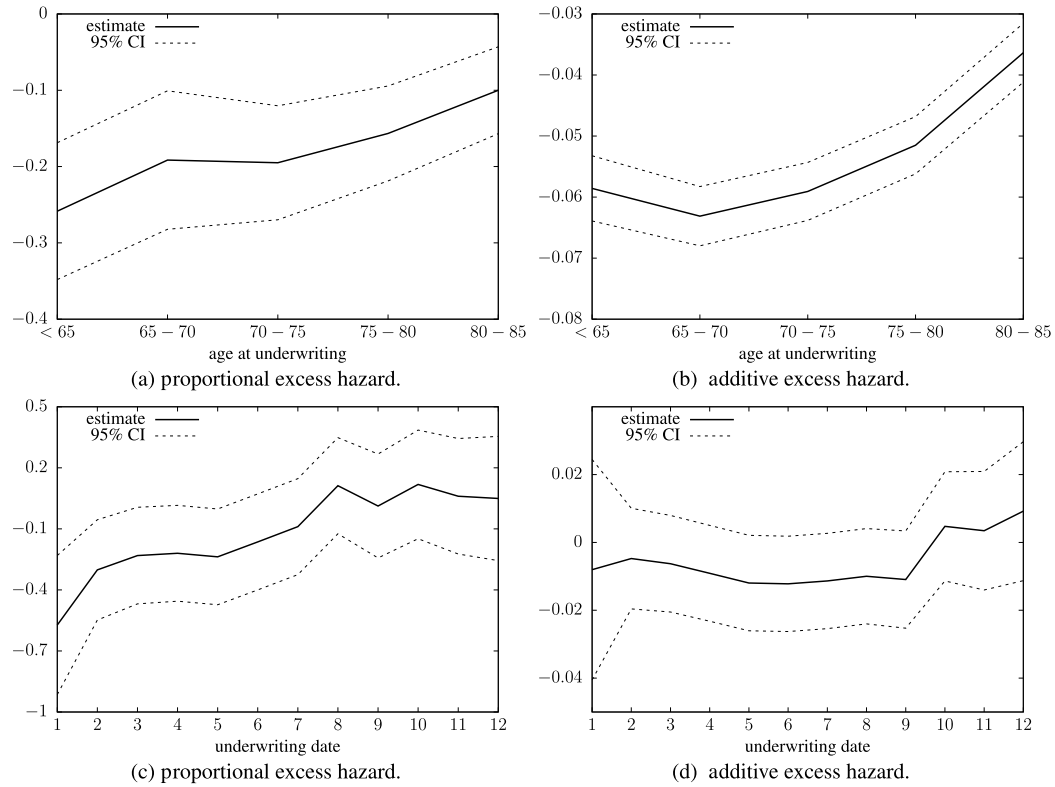 0
−0.1
−0.2
−0.3
−0.4
estimate
95% CI
< 65
65 − 70
70 − 75
75 − 80
80 − 85
age at underwriting
(a) proportional excess hazard.
−0.03
−0.04
−0.05
−0.06
−0.07
−0.08
estimate
95% CI
< 65
65 − 70
70 − 75
75 − 80
80 − 85
age at underwriting
(b) additive excess hazard.
0.5
0.2
−0.1
−0.4
−0.7
−1
estimate
95% CI
1 2 3 4 5 6 7 8 9 10 11 12
underwriting date
(c) proportional excess hazard.
0.02
0
−0.02
−0.04
estimate
95% CI
1 2 3 4 5 6 7 8 9 10 11 12
underwriting date
(d) additive excess hazard.